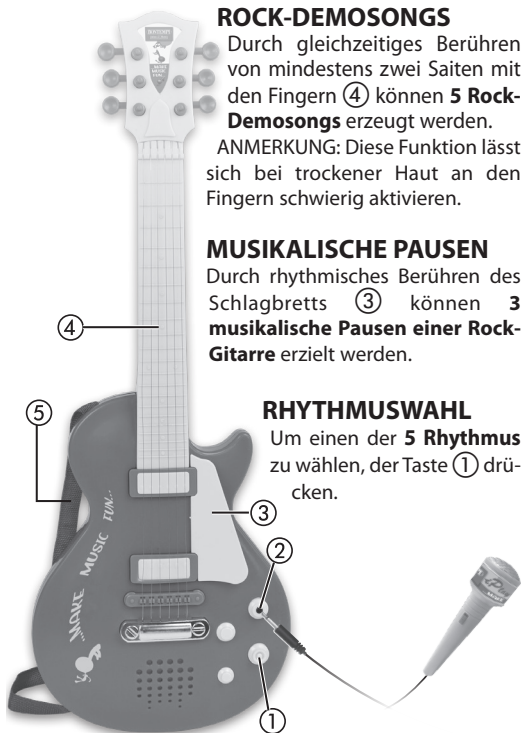 ROCK-DEMOSONGS
Durch gleichzeitiges Berühren
von mindestens zwei Saiten mit
den Fingern ④ können 5 Rock-
Demosongs erzeugt werden.
ANMERKUNG: Diese Funktion lässt
sich bei trockener Haut an den
Fingern schwierig aktivieren.
MUSIKALISCHE PAUSEN
Durch rhythmisches Berühren des
Schlagbretts ③ können 3
musikalische Pausen einer Rock-
Gitarre erzielt werden.
RHYTHMUSWAHL
Um einen der 5 Rhythmus
zu wählen, der Taste ① drü-
cken.
④
⑤
③
②
①
...MAKE MUSIC FUN...